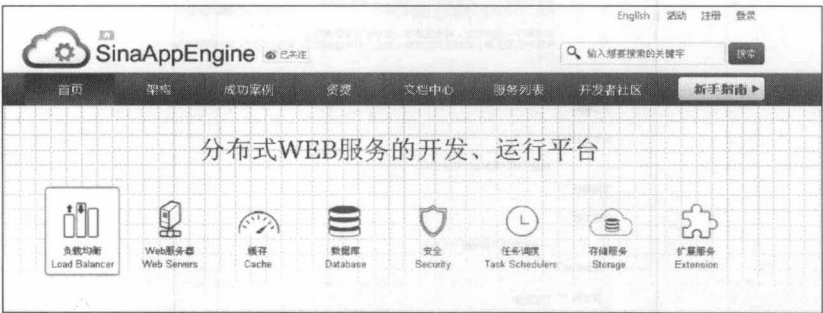 English 活动 注册 登录
SinaAppEngine 已关注
输入想要搜索的关键字 搜索
首页 架构 成功案例 资费 文档中心 服务列表 开发者社区 新手指南
分布式WEB服务的开发、运行平台
负载均衡 Web服务器 缓存 数据库 安全 任务调度 存储服务 扩展服务
Load Balancer Web Servers Cache Database Security Task Schedulers Storage Extension